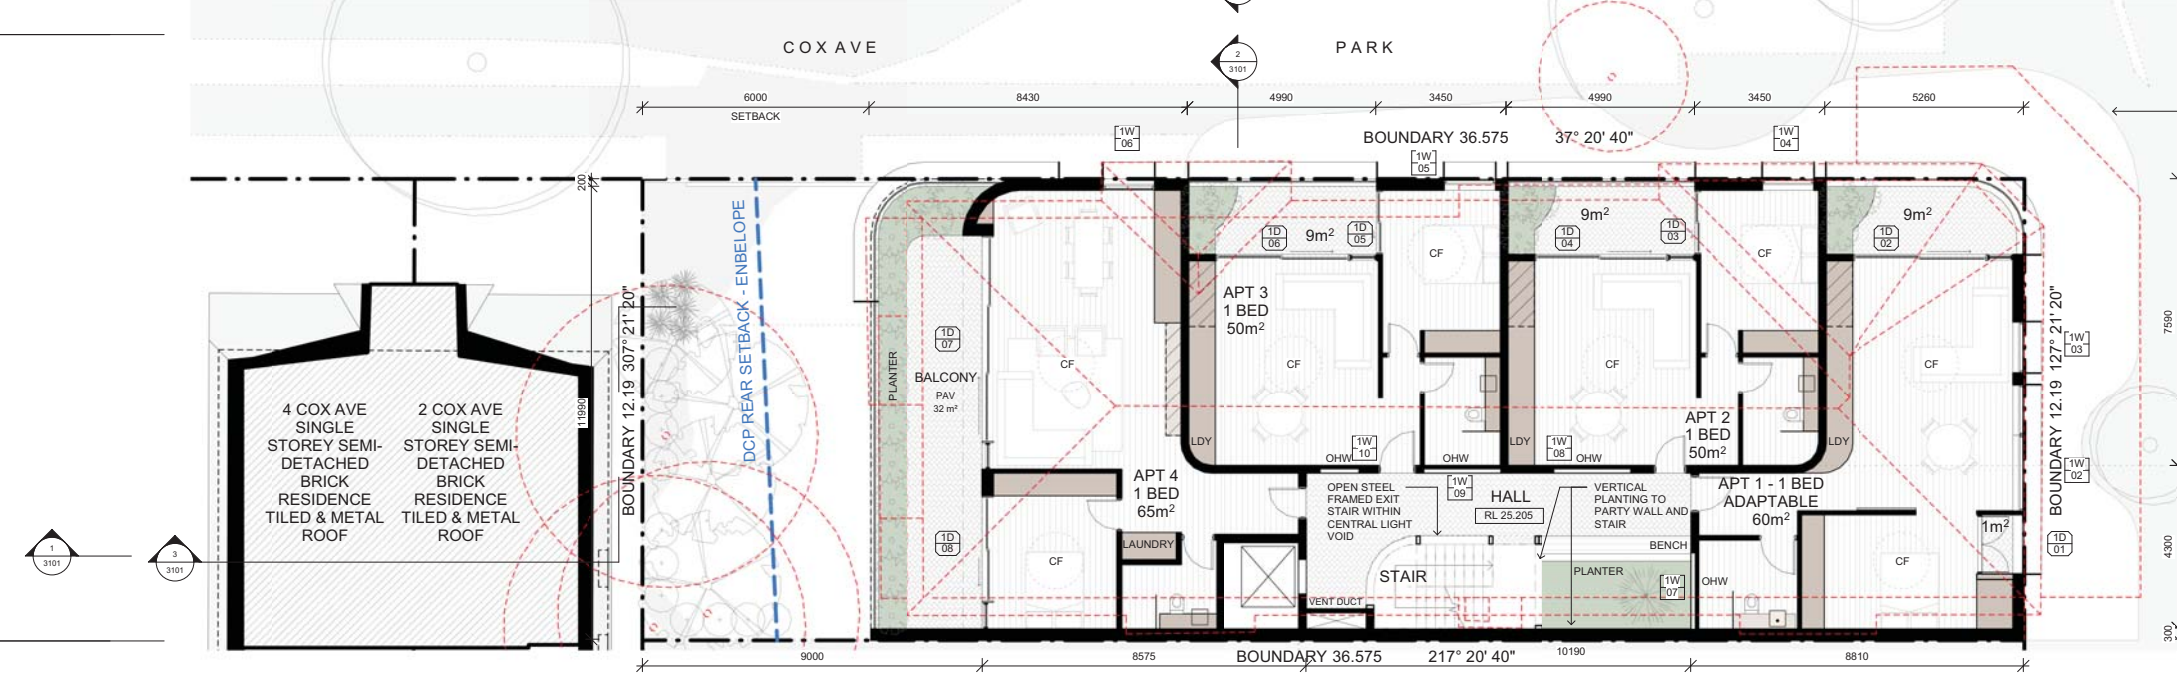 COX AVE
PARK
2
3101
6000
8430
4990
3450
4990
3450
5260
SETBACK
1W
06
BOUNDARY 36.575
37° 20' 40"
1W
05
1W
04
200
DCP REAR SETBACK - ENBELOPE
9m²
9m²
9m²
1D
06
1D
05
1D
04
1D
03
1D
02
CF
CF
APT 3
1 BED
50m²
BOUNDARY 12.19 307° 21' 20"
11990
PLANTER
1D
07
BALCONY
PAV
32 m²
CF
CF
CF
CF
BOUNDARY 12.19 127° 21' 20"
7590
1W
03
4 COX AVE
SINGLE
STOREY SEMI-
DETACHED
BRICK
RESIDENCE
TILED & METAL
ROOF
2 COX AVE
SINGLE
STOREY SEMI-
DETACHED
BRICK
RESIDENCE
TILED & METAL
ROOF
LDY
LDY
LDY
APT 2
1 BED
50m²
OHW
1W
10
OHW
1W
08
OHW
1W
02
APT 4
1 BED
65m²
OPEN STEEL
FRAMED EXIT
STAIR WITHIN
CENTRAL LIGHT
VOID
1W
09
HALL
RL 25.205
VERTICAL
PLANTING TO
PARTY WALL AND
STAIR
APT 1 - 1 BED
ADAPTABLE
60m²
1m²
1D
01
1
3101
3
3101
1D
08
CF
LAUNDRY
BENCH
CF
4300
STAIR
PLANTER
1W
07
OHW
VENT DUCT
300
9000
8575
BOUNDARY 36.575
217° 20' 40"
10190
8810